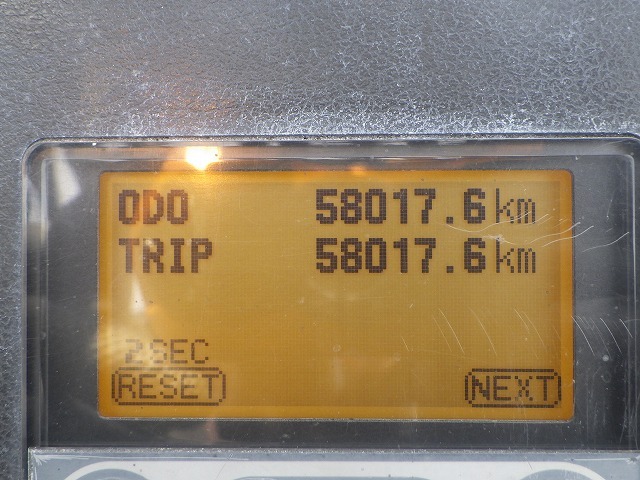 ODO 58017.6 km
TRIP 58017.6 km
2SEC
RESET NEXT